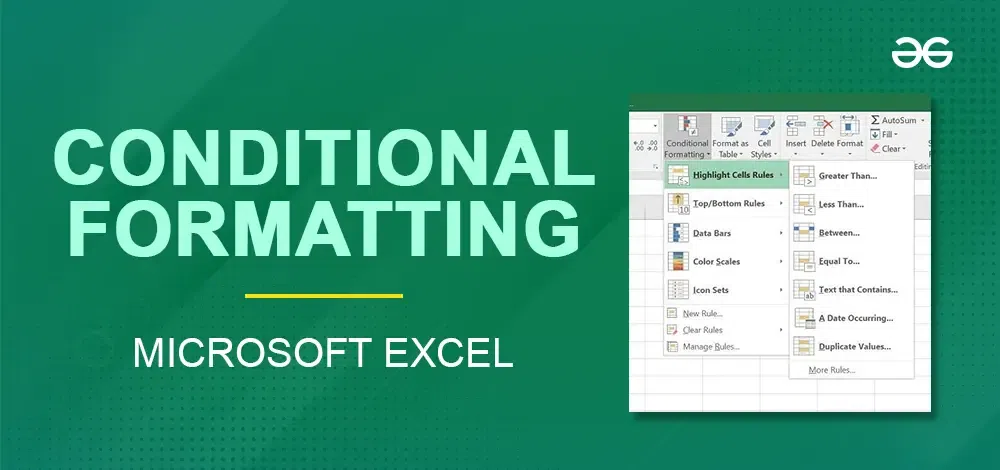 CONDITIONAL
FORMATTING
MICROSOFT EXCEL
Conditional
Formatting
Format as
Table
Cell
Styles
Insert
Delete
Format
AutoSum
Fill
Clear
Highlight Cells Rules
Top/Bottom Rules
Data Bars
Color Scales
Icon Sets
New Rule...
Clear Rules
Manage Rules...
Greater Than...
Less Than...
Between...
Equal To...
Text that Contains...
A Date Occurring...
Duplicate Values...
More Rules...